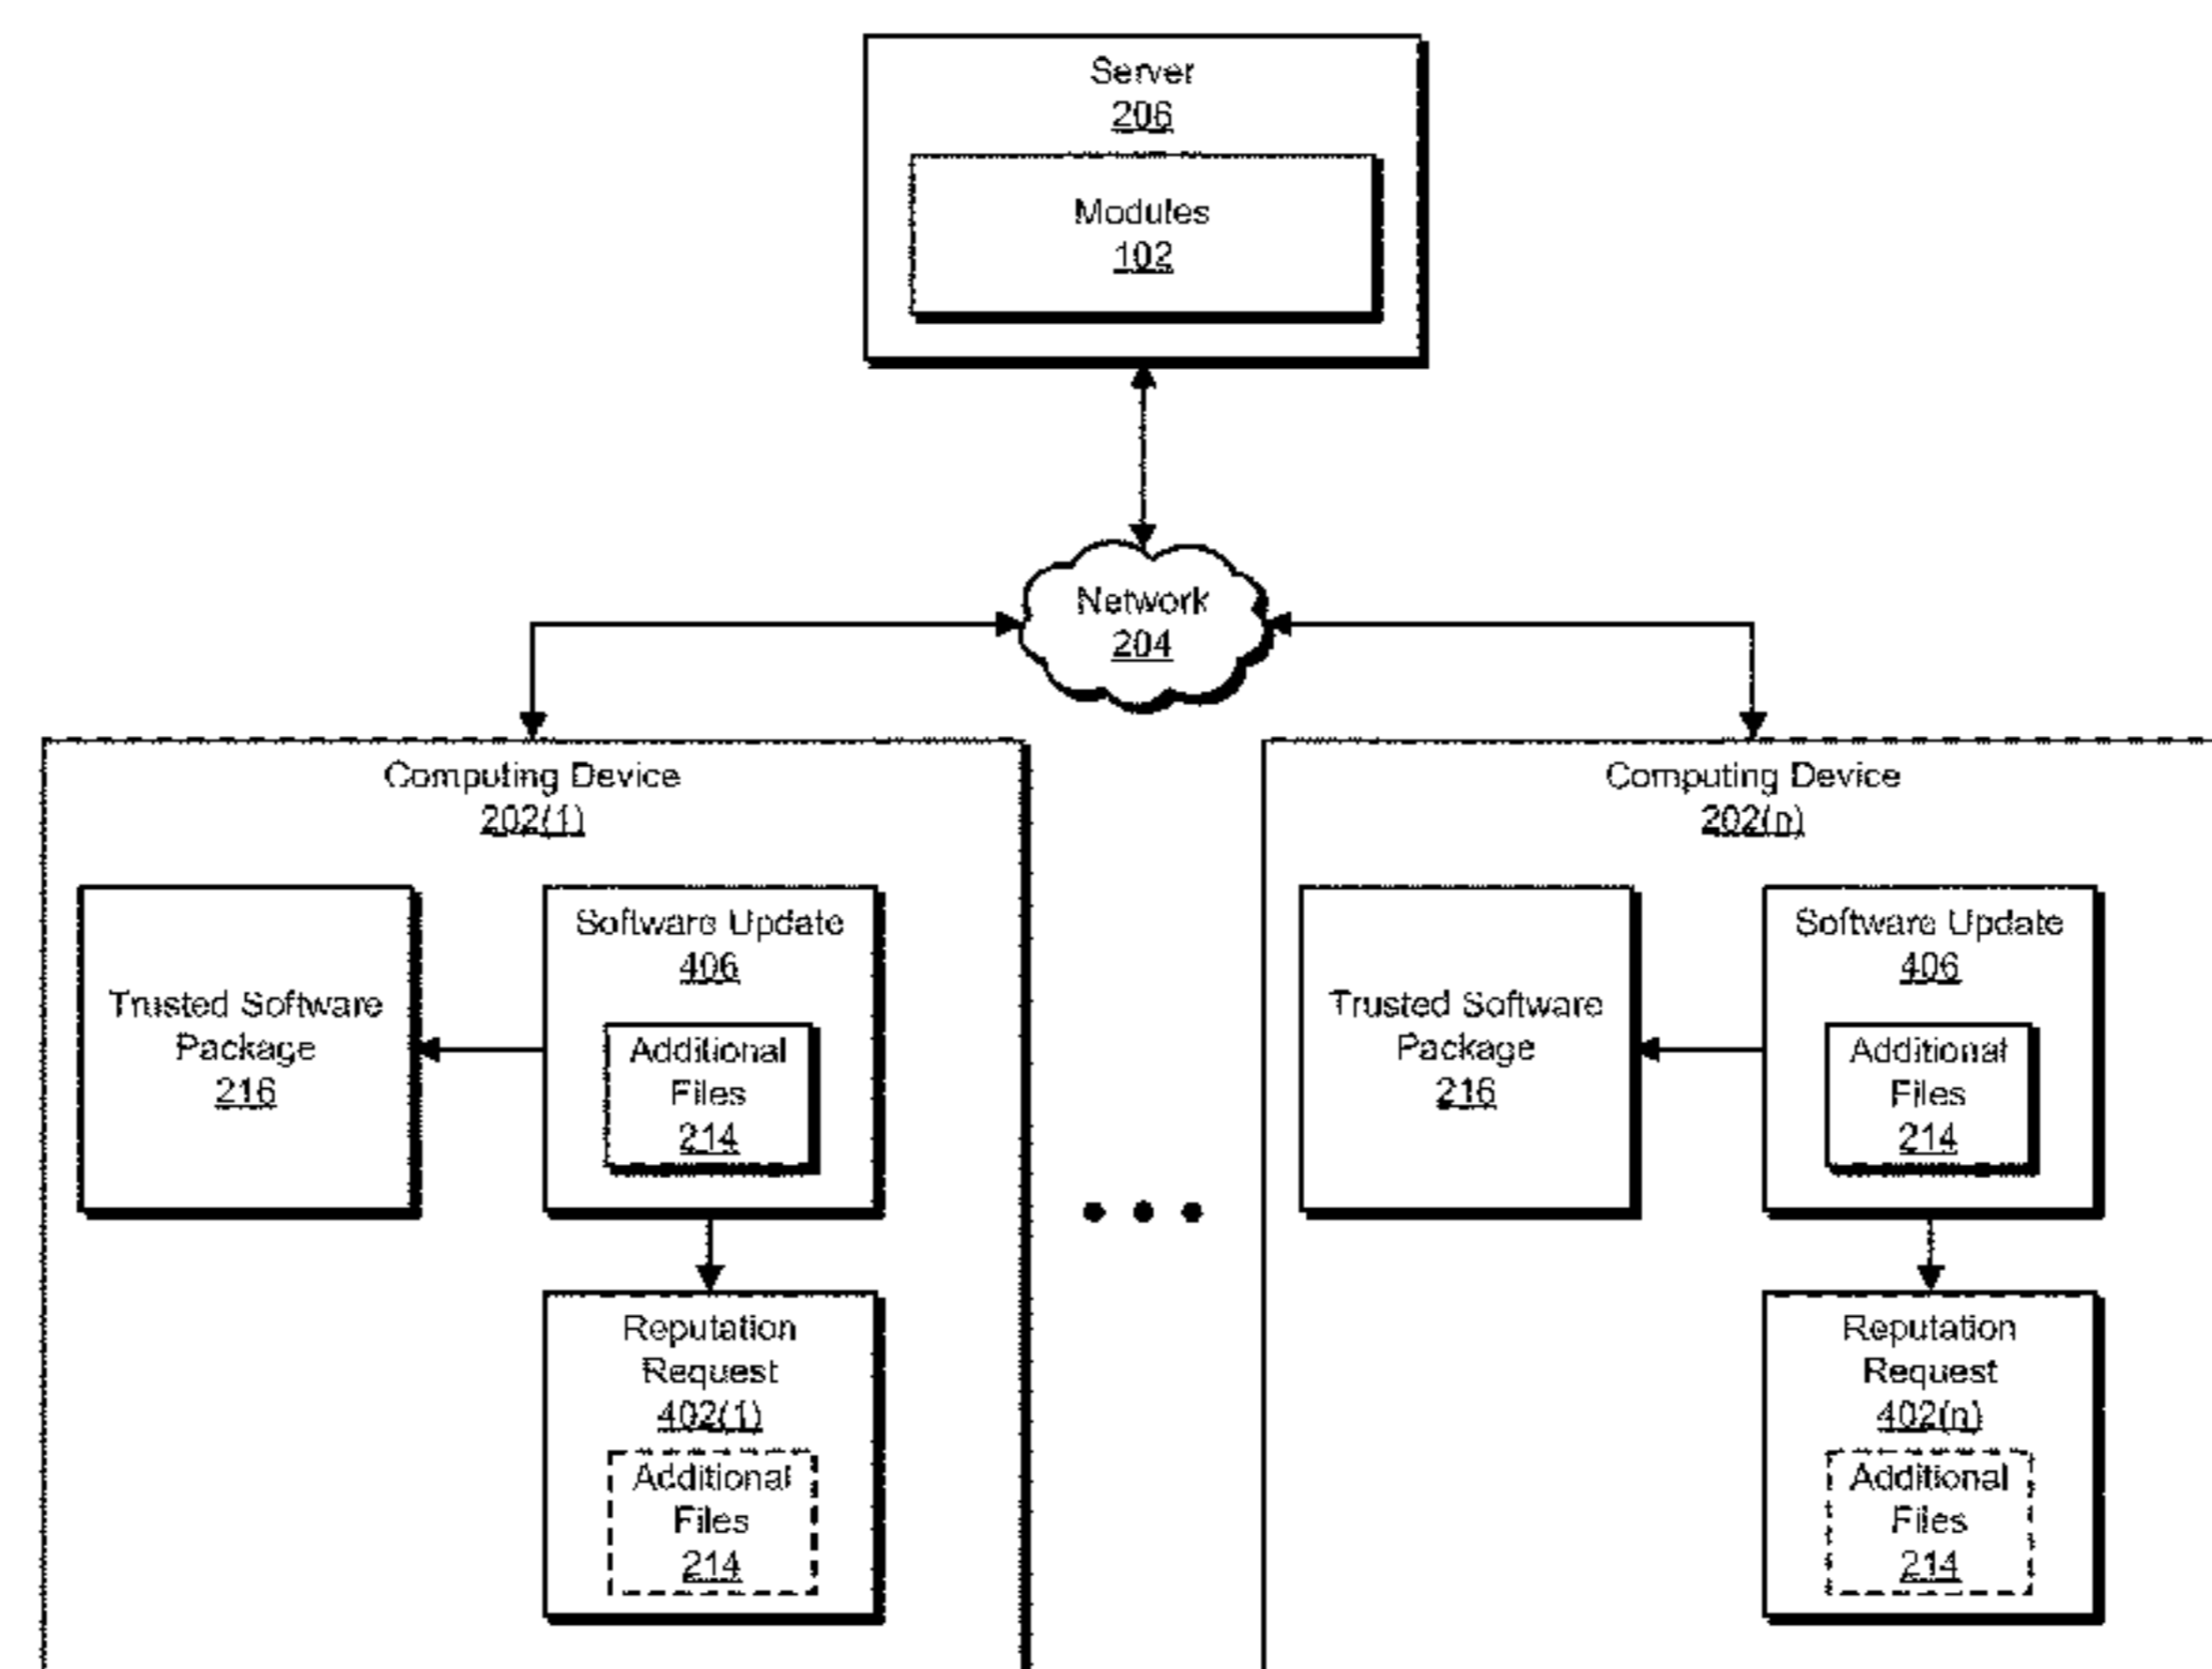 Server
206
Modules
102
Network
204
Computing Device
202(1)
Trusted Software
Package
216
Software Update
406
Additional
Files
214
Reputation
Request
402(1)
Additional
Files
214
Computing Device
202(n)
Trusted Software
Package
216
Software Update
406
Additional
Files
214
Reputation
Request
402(n)
Additional
Files
214